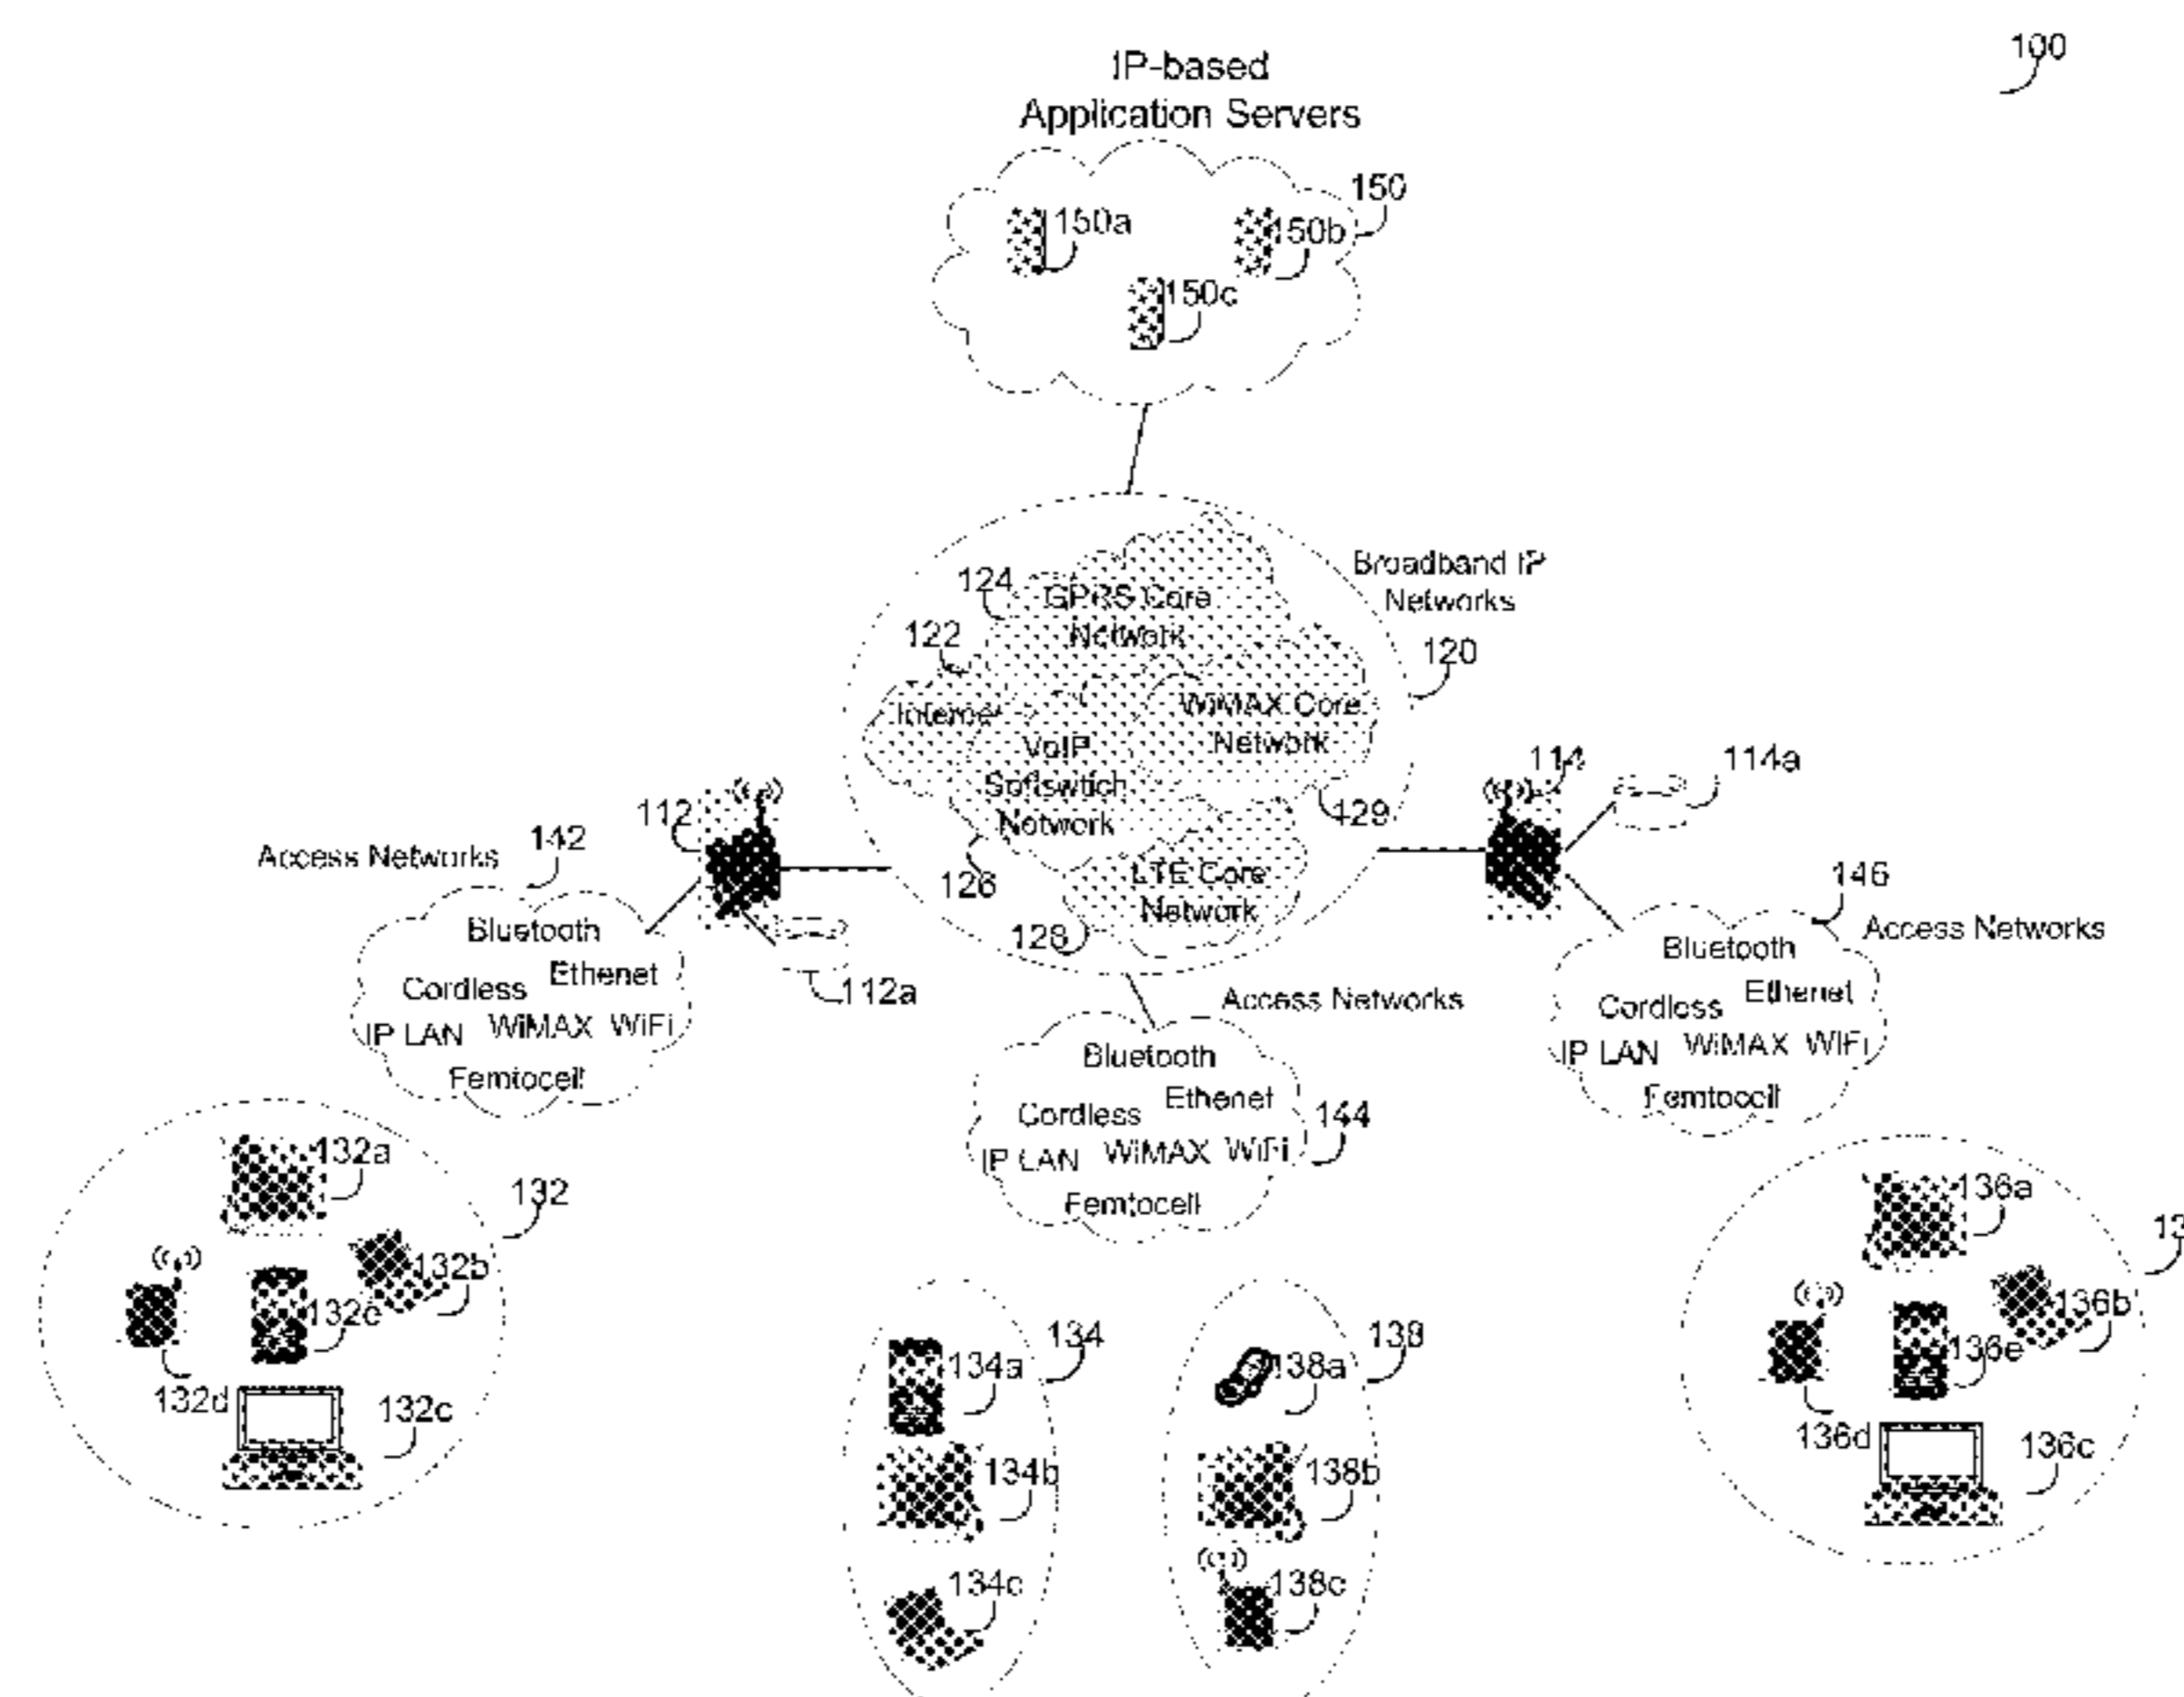 100
IP-based
Application Servers
150
150a
150b
150c
Broadband IP
Networks
124
GPRS Core
Network
122
120
Internet
WiMAX Core
Network
VoIP
Softswtich
Network
129
112
114
114a
Access Networks
142
126
LTE Core
Network
128
112a
146
Access Networks
Bluetooth
Ethenet
Cordless
IP LAN WiMAX WiFi
Femtocell
Access Networks
Bluetooth
Ethenet
Cordless
IP LAN WiMAX WiFi
Femtocell
144
Bluetooth
Ethenet
Cordless
IP LAN WiMAX WiFi
Femtocell
132a
132
132b
132e
132d
132c
134
134a
134b
134c
138
138a
138b
138c
136a
136b
136e
136d
136c